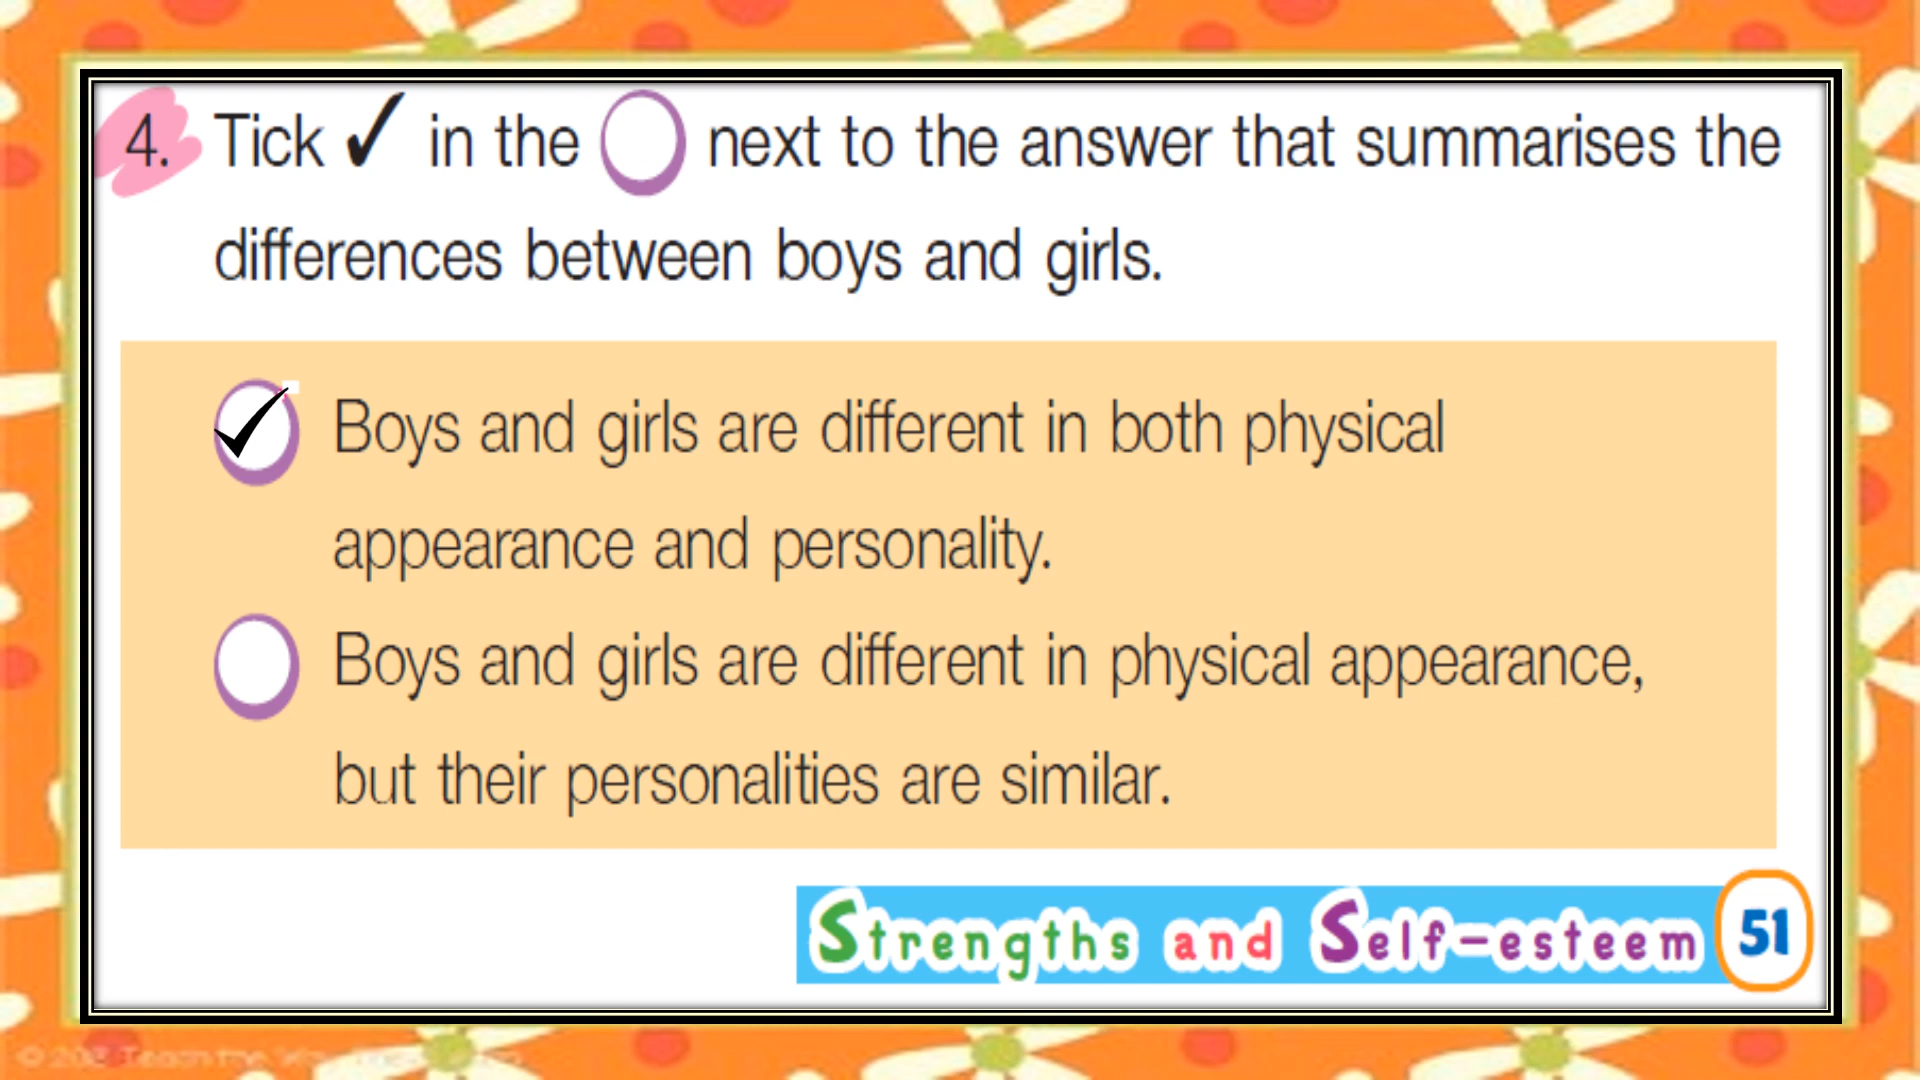 4. Tick ✓ in the ◯ next to the answer that summarises the
differences between boys and girls.
✓ Boys and girls are different in both physical
appearance and personality.
◯ Boys and girls are different in physical appearance,
but their personalities are similar.
Strengths and Self-esteem 51